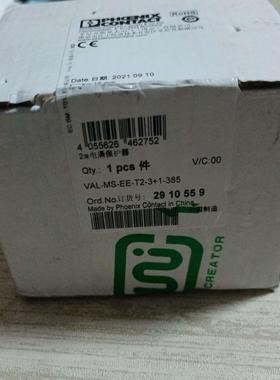 PHOENIX
CONTACT
RoHS
Date 日期 2021 09.10
4 055626 462752
2类电涌保护器
Qty.: 1 pcs 件
V/C:00
VAL-MS-EE-T2-3+1-385
Ord.No.订货号: 29 10 55 9
Made by Phoenix Contact in China.
CREATOR